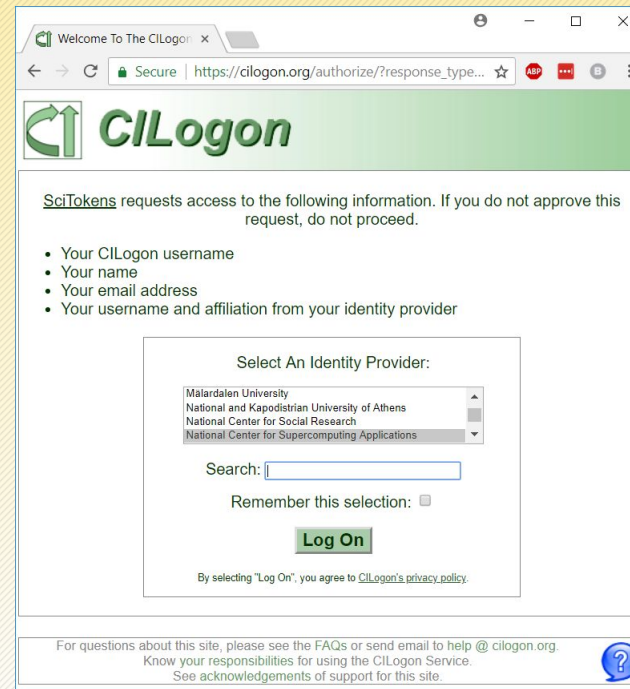 Welcome To The CILogon
Secure | https://cilogon.org/authorize/?response_type...
ABP
B
CILogon
SciTokens requests access to the following information. If you do not approve this
request, do not proceed.
• Your CILogon username
• Your name
• Your email address
• Your username and affiliation from your identity provider
Select An Identity Provider:
Mälardalen University
National and Kapodistrian University of Athens
National Center for Social Research
National Center for Supercomputing Applications
Search:
Remember this selection:
Log On
By selecting "Log On", you agree to CILogon's privacy policy.
For questions about this site, please see the FAQs or send email to help @ cilogon.org.
Know your responsibilities for using the CILogon Service.
See acknowledgements of support for this site.
?